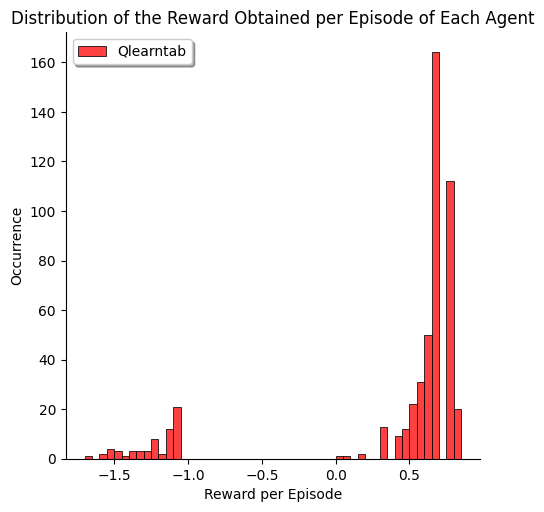 Distribution of the Reward Obtained per Episode of Each Agent
Qlearntab
160
140
120
100
80
60
40
20
0
Occurrence
−1.5 −1.0 −0.5 0.0 0.5
Reward per Episode